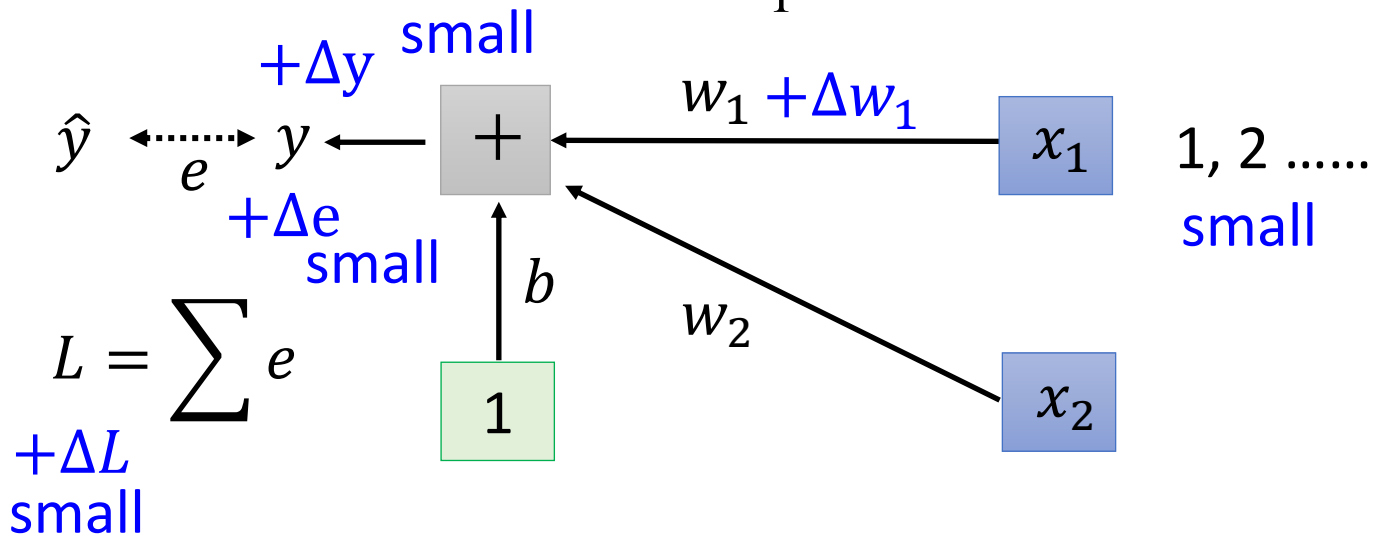 +Δy small
w₁ +Δw₁
ŷ e y + x₁ 1, 2 ......
+Δe small small
b
w₂
L = ∑ e
1 x₂
+ΔL
small